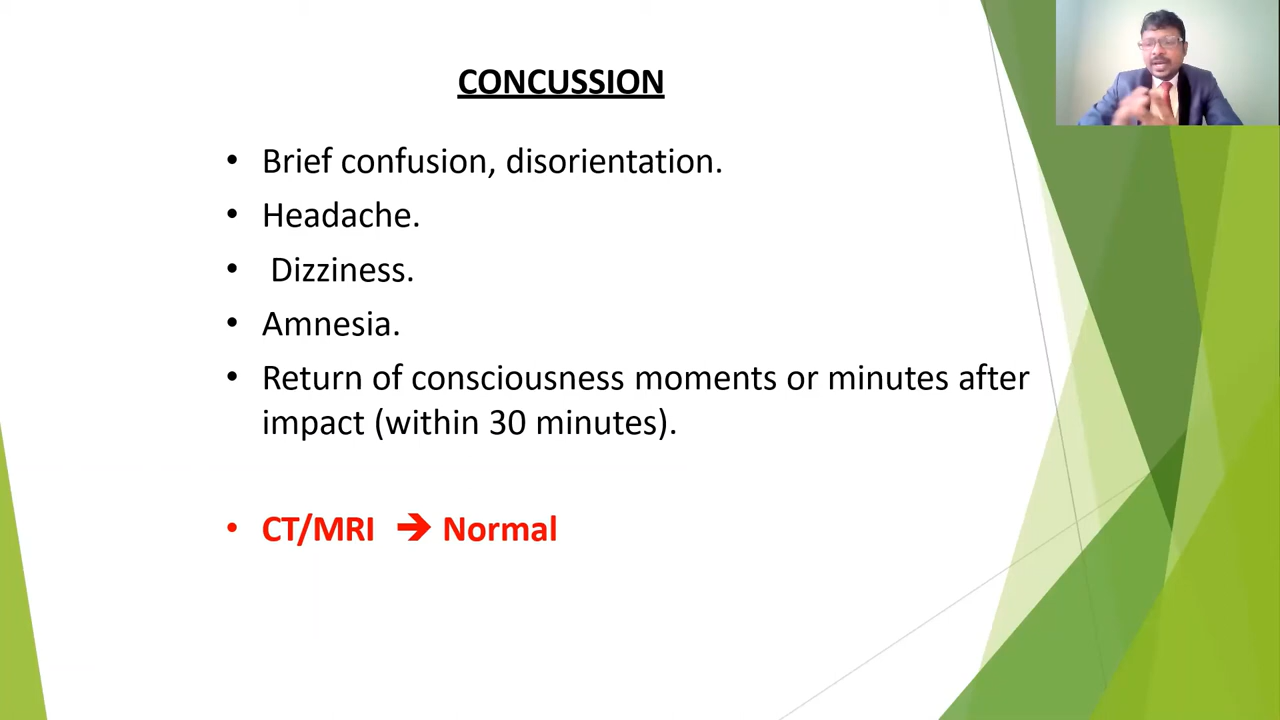 CONCUSSION
• Brief confusion, disorientation.
• Headache.
• Dizziness.
• Amnesia.
• Return of consciousness moments or minutes after
impact (within 30 minutes).
• CT/MRI ➔ Normal